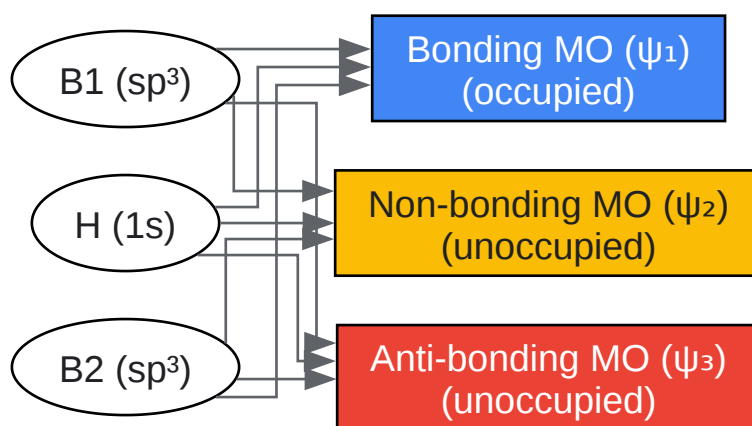 B1 (sp³)
Bonding MO (ψ₁)
(occupied)
H (1s)
Non-bonding MO (ψ₂)
(unoccupied)
B2 (sp³)
Anti-bonding MO (ψ₃)
(unoccupied)